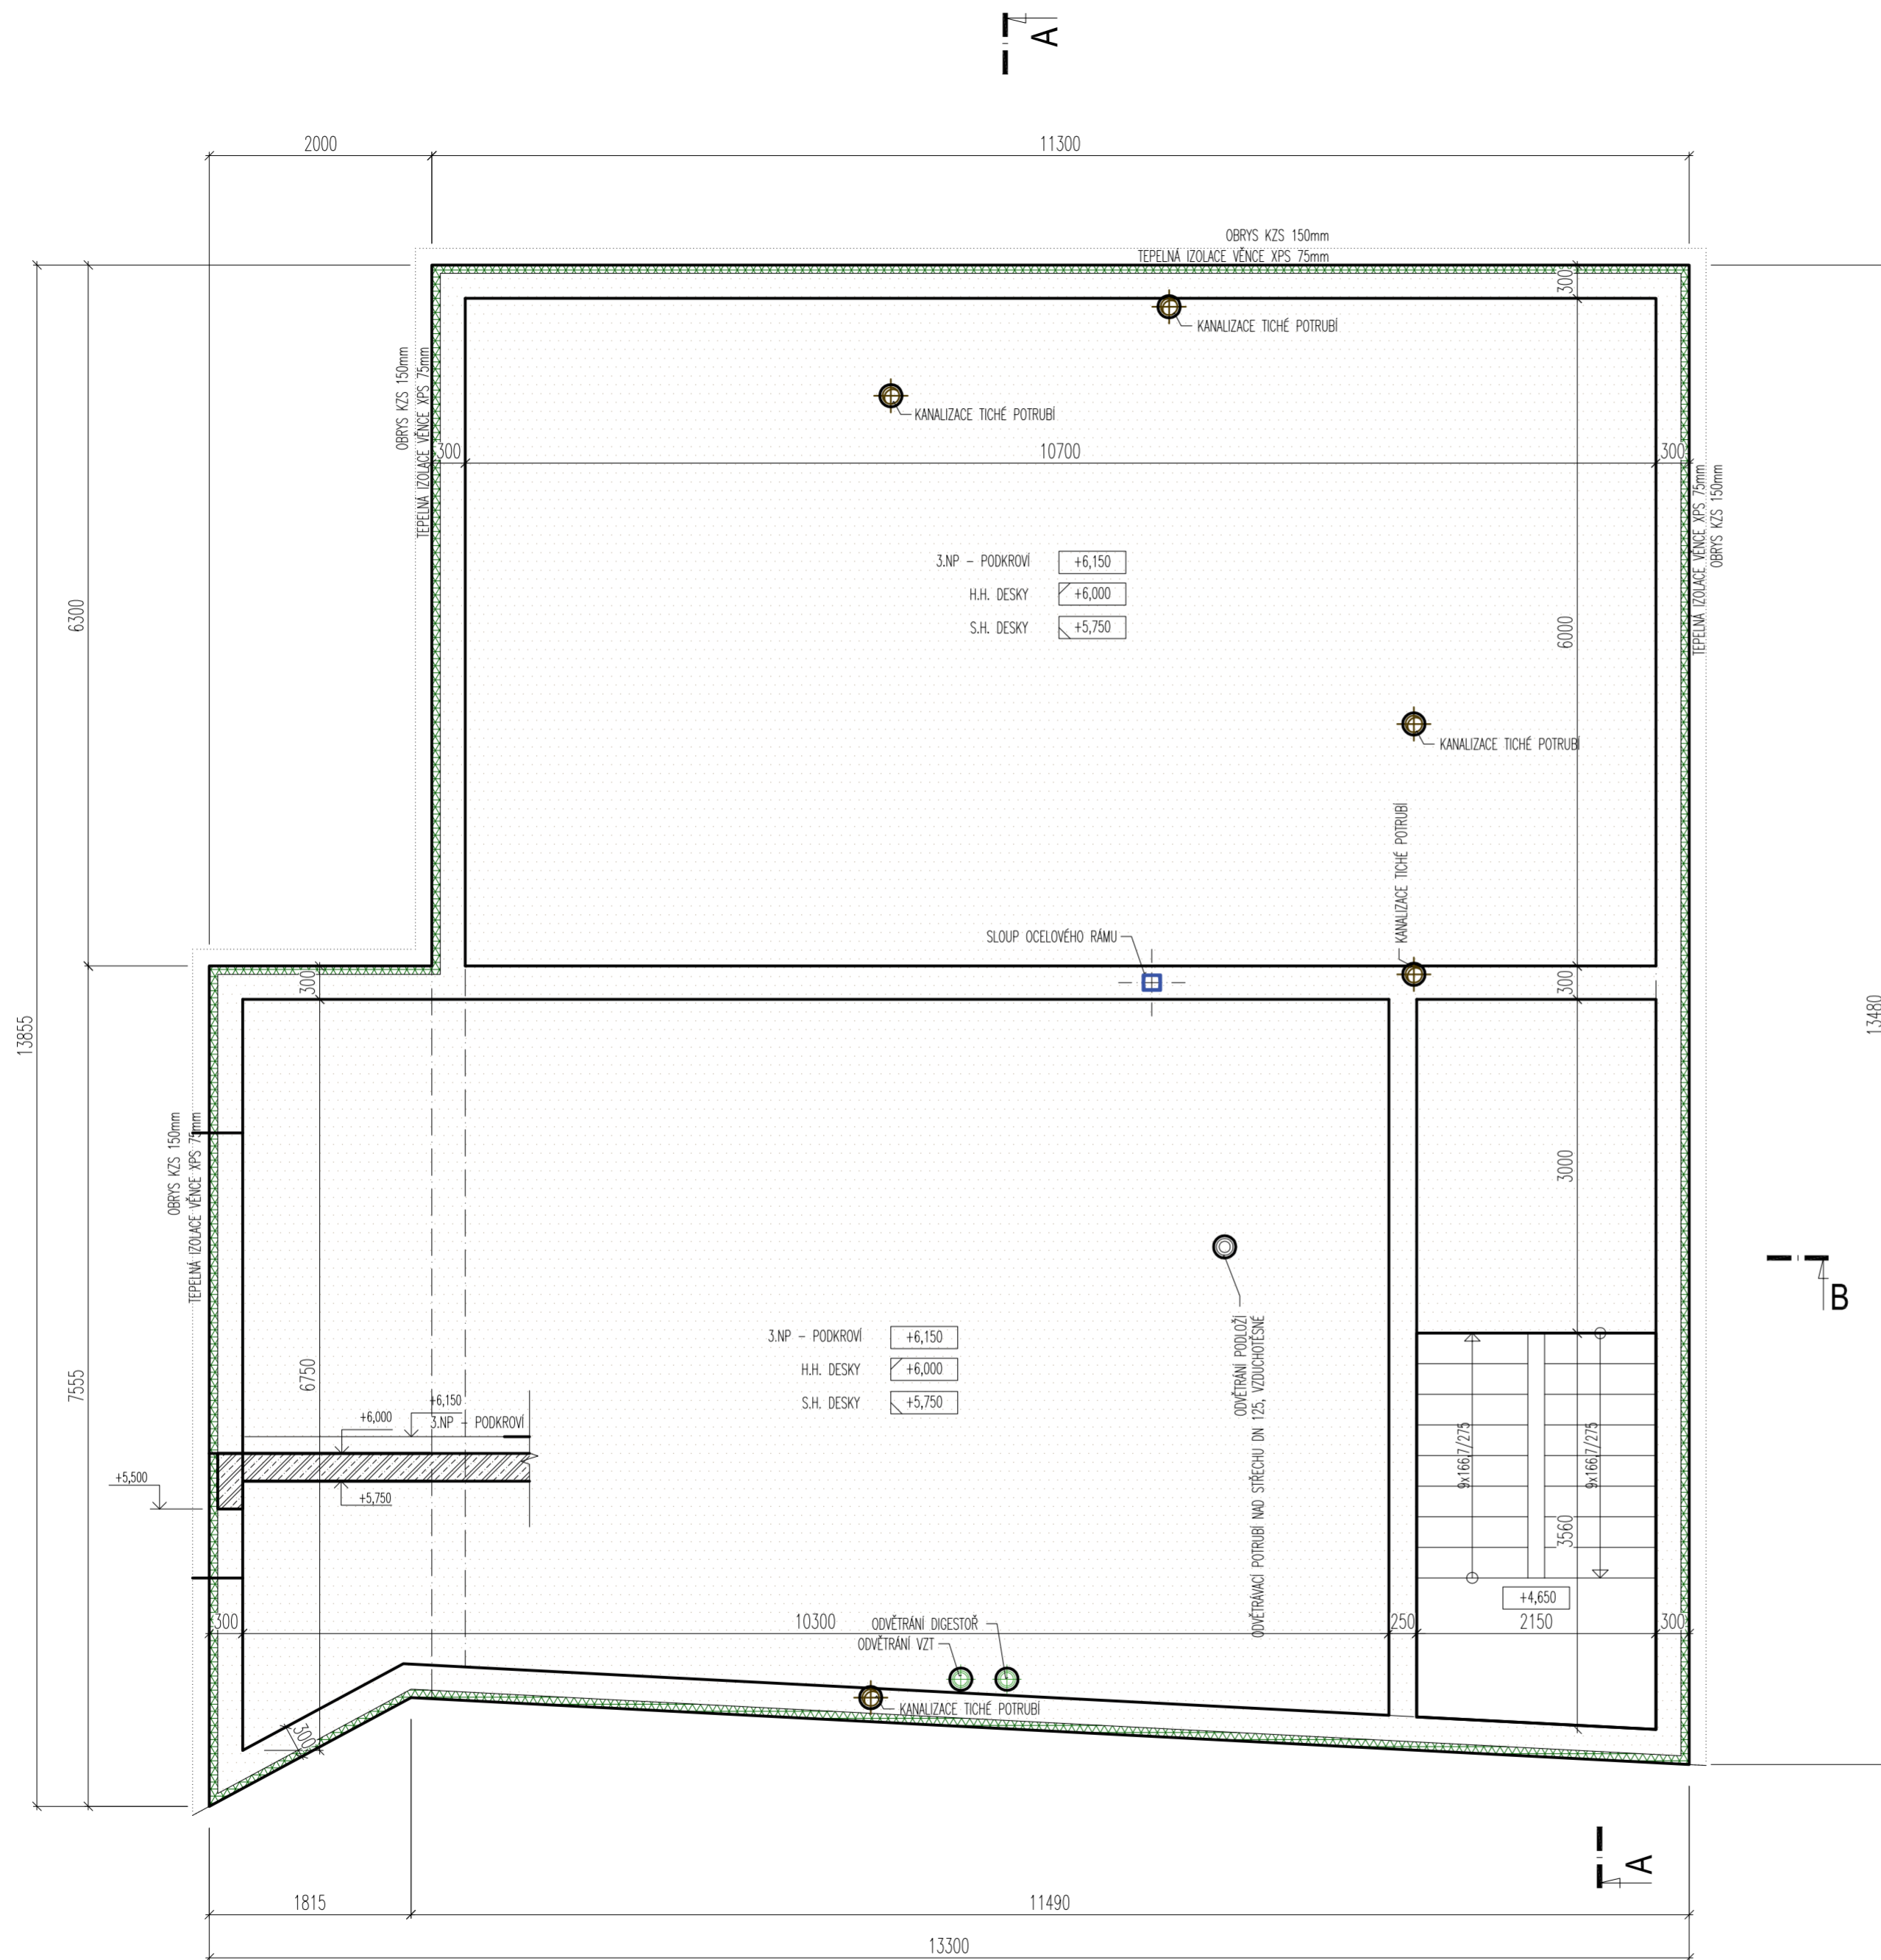 A
2000
11300
OBRYS KZS 150mm
TEPELNÁ IZOLACE VĚNCE XPS 75mm
300
KANALIZACE TICHÉ POTRUBÍ
KANALIZACE TICHÉ POTRUBÍ
OBRYS KZS 150mm
TEPELNÁ IZOLACE VĚNCE XPS 75mm
300
10700
300
TEPELNÁ IZOLACE VĚNCE XPS 75mm
OBRYS KZS 150mm
3.NP – PODKROVÍ
+6,150
H.H. DESKY
+6,000
S.H. DESKY
+5,750
6300
6000
KANALIZACE TICHÉ POTRUBÍ
KANALIZACE TICHÉ POTRUBÍ
SLOUP OCELOVÉHO RÁMU
300
300
13855
13480
OBRYS KZS 150mm
TEPELNÁ IZOLACE VĚNCE XPS 75mm
3000
B
7555
6750
3.NP – PODKROVÍ
+6,150
H.H. DESKY
+6,000
S.H. DESKY
+5,750
ODVĚTRÁNÍ PODLOŽÍ
ODVĚTRÁVACÍ POTRUBÍ NAD STŘECHU DN 125, VZDUCHOTĚSNÉ
+6,150
+6,000
3.NP – PODKROVÍ
+5,500
+5,750
9x166,7/275
9x166,7/275
3560
+4,650
300
10300
250
2150
300
ODVĚTRÁNÍ DIGESTOŘ
ODVĚTRÁNÍ VZT
KANALIZACE TICHÉ POTRUBÍ
300
A
1815
11490
13300